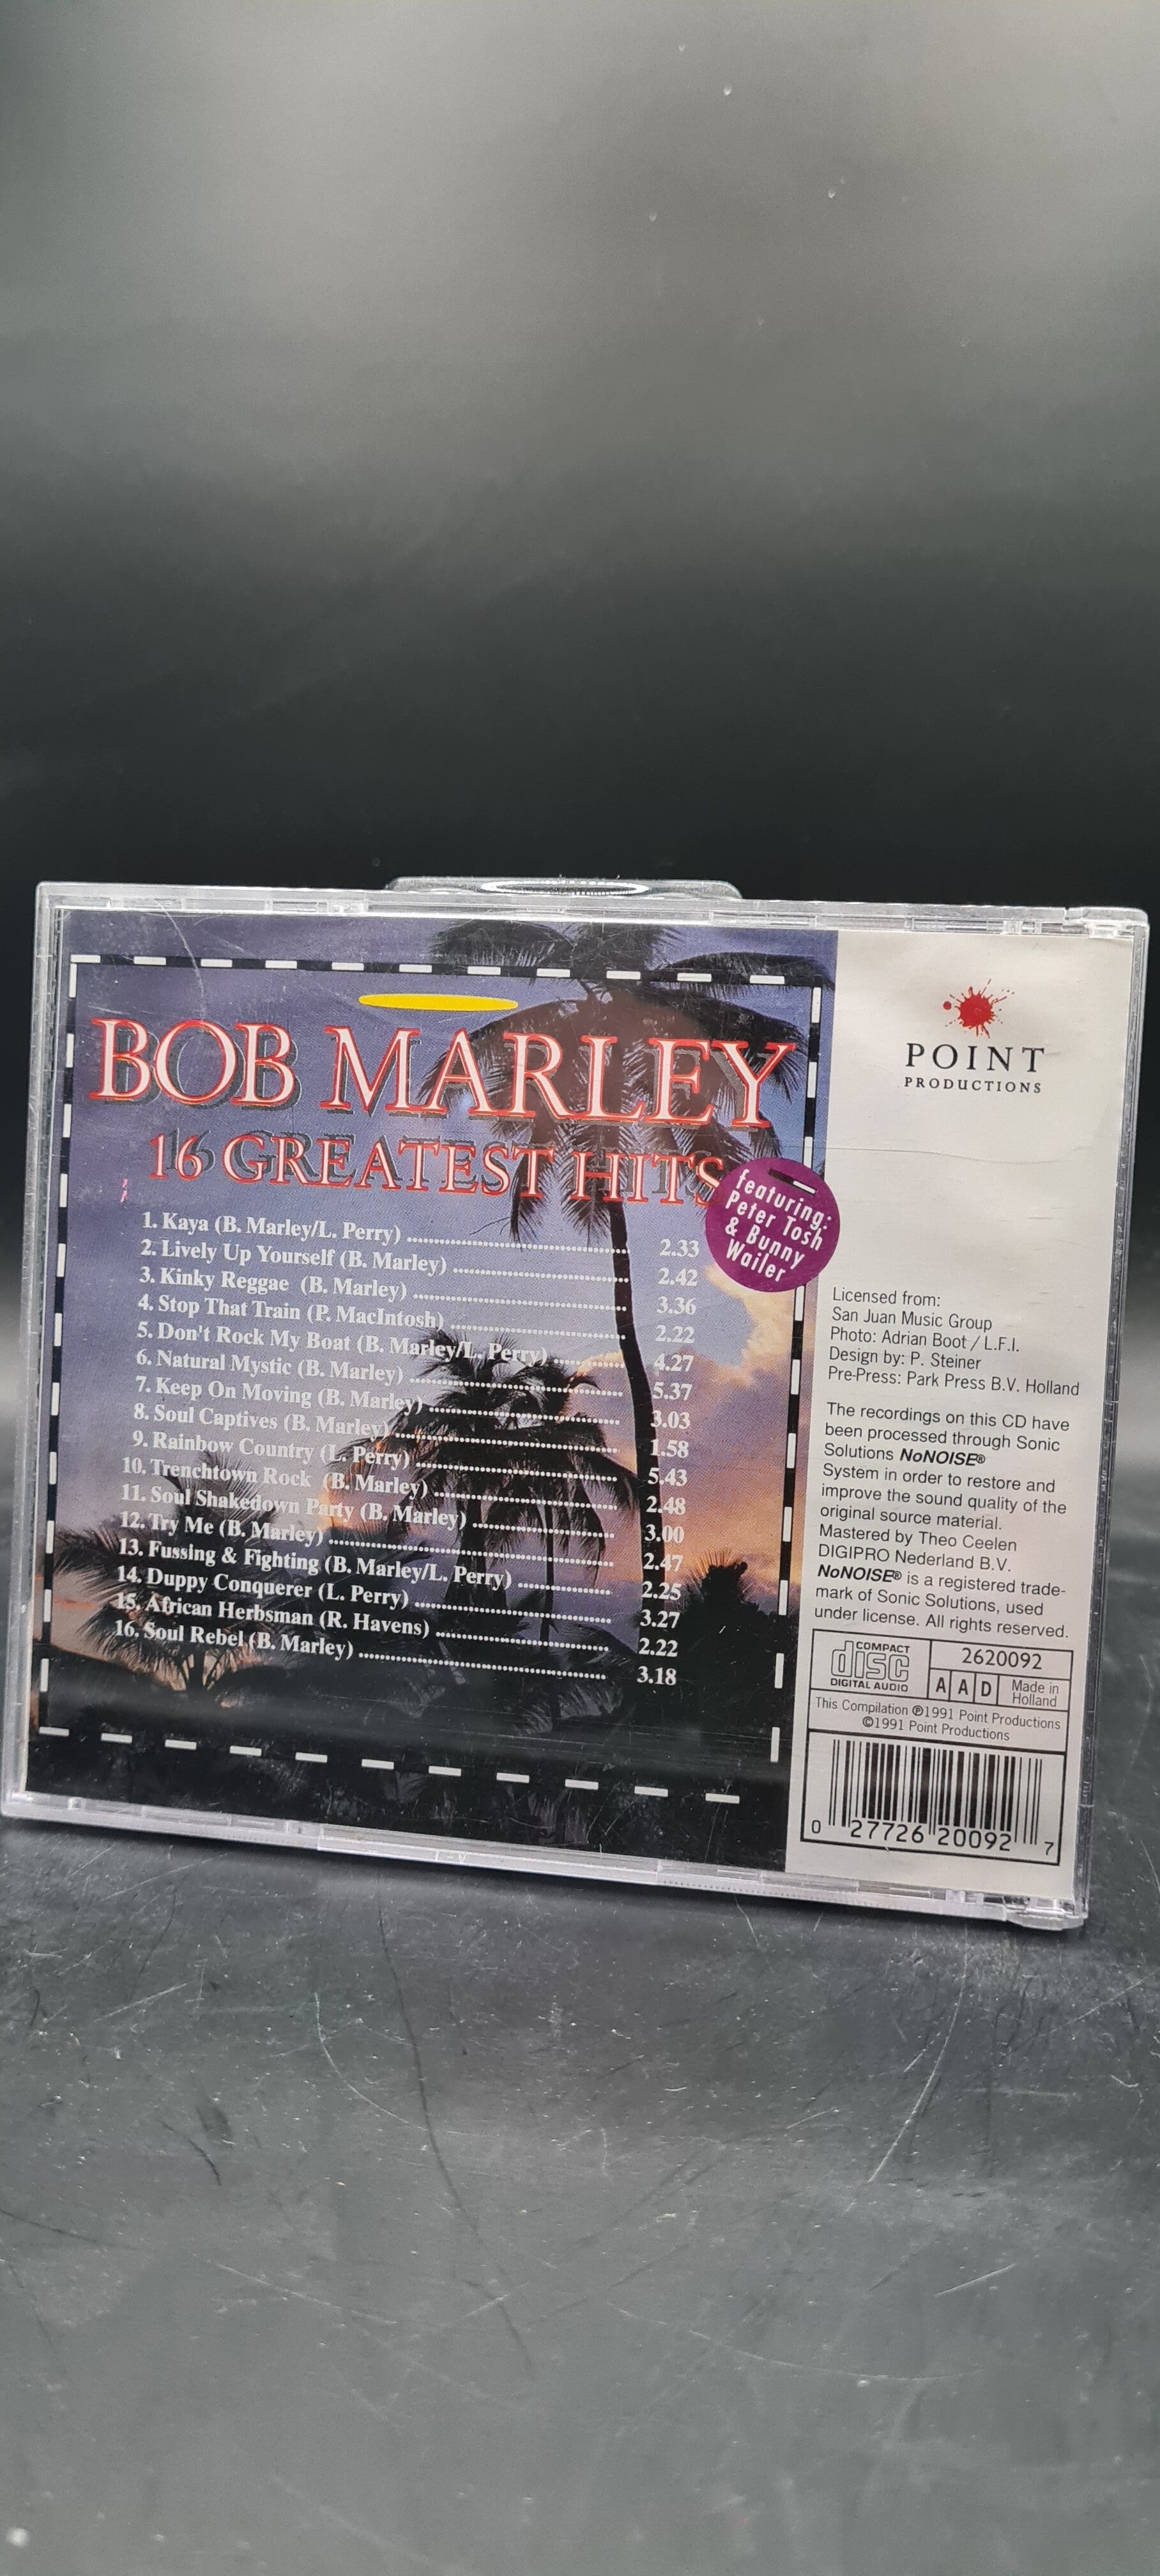 BOB MARLEY
16 GREATEST HITS
featuring:
Peter Tosh
& Bunny
Wailer
1. Kaya (B. Marley/L. Perry) 2.33
2. Lively Up Yourself (B. Marley) 2.42
3. Kinky Reggae (B. Marley) 3.36
4. Stop That Train (P. MacIntosh) 2.22
5. Don't Rock My Boat (B. Marley/L. Perry) 4.27
6. Natural Mystic (B. Marley) 5.37
7. Keep On Moving (B. Marley) 3.03
8. Soul Captives (B. Marley) 1.58
9. Rainbow Country (L. Perry) 5.43
10. Trenchtown Rock (B. Marley) 2.48
11. Soul Shakedown Party (B. Marley) 3.00
12. Try Me (B. Marley) 2.47
13. Fussing & Fighting (B. Marley/L. Perry) 2.25
14. Duppy Conquerer (L. Perry) 3.27
15. African Herbsman (R. Havens) 2.22
16. Soul Rebel (B. Marley) 3.18
POINT
PRODUCTIONS
Licensed from:
San Juan Music Group
Photo: Adrian Boot / L.F.I.
Design by: P. Steiner
Pre-Press: Park Press B.V. Holland
The recordings on this CD have
been processed through Sonic
Solutions NoNOISE®
System in order to restore and
improve the sound quality of the
original source material.
Mastered by Theo Ceelen
DIGIPRO Nederland B.V.
NoNOISE® is a registered trade-
mark of Sonic Solutions, used
under license. All rights reserved.
COMPACT
disc
DIGITAL AUDIO
2620092
A A D
Made in
Holland
This Compilation ℗1991 Point Productions
©1991 Point Productions
0 27726 20092 7